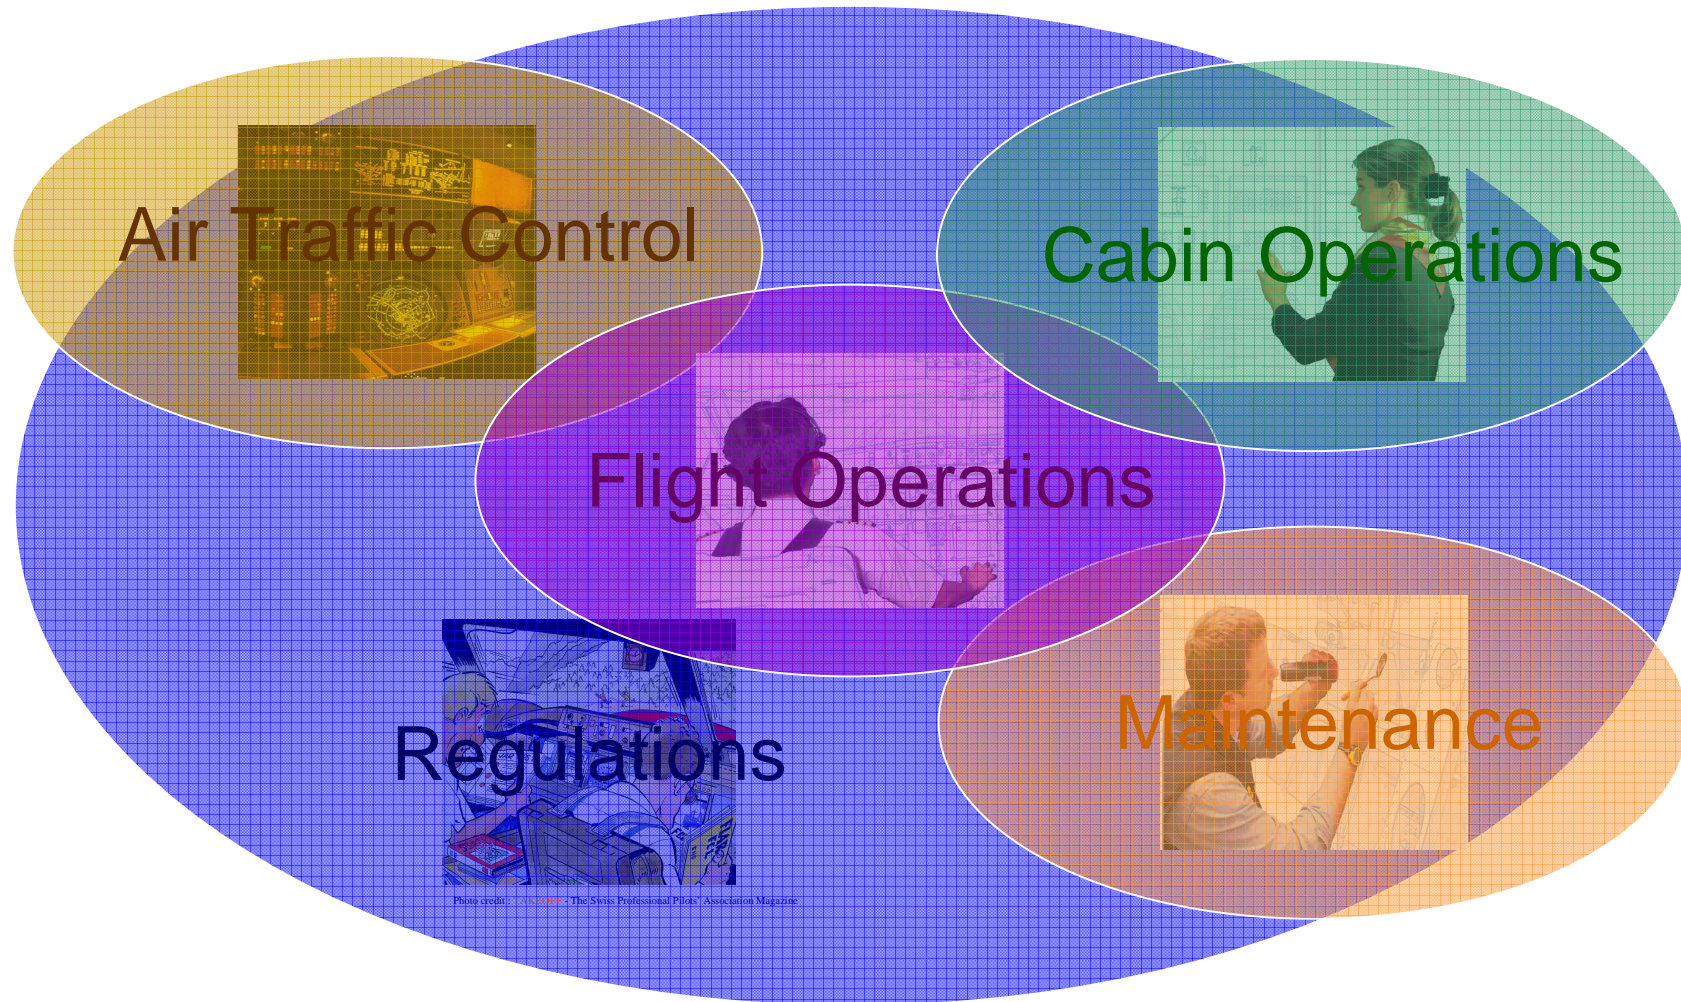 Air Traffic Control
Cabin Operations
Flight Operations
Regulations
Maintenance
Photo credit : - The Swiss Professional Pilots' Association Magazine